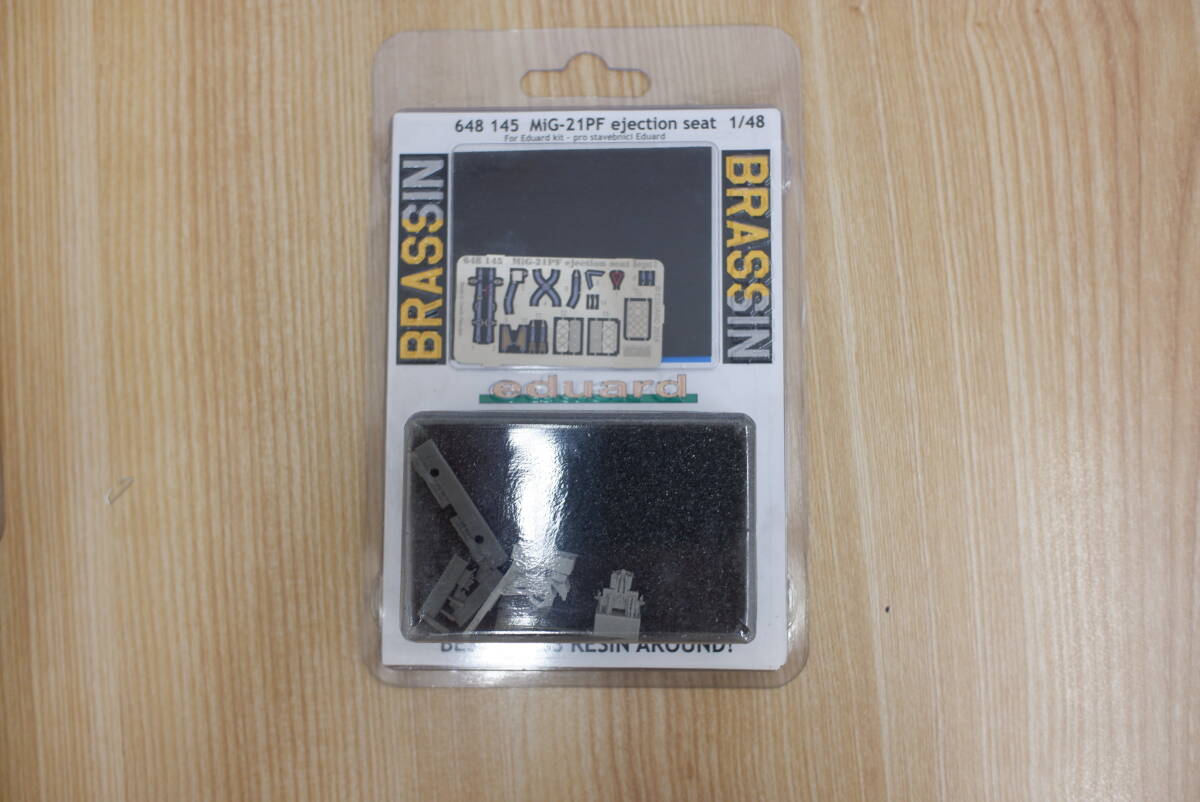 648 145 MiG-21PF ejection seat 1/48
For Eduard kit - pro stavebnici Eduard
BRASSIN
BRASSIN
648 145 MiG-21PF ejection seat
eduard
RESIN AROUND!